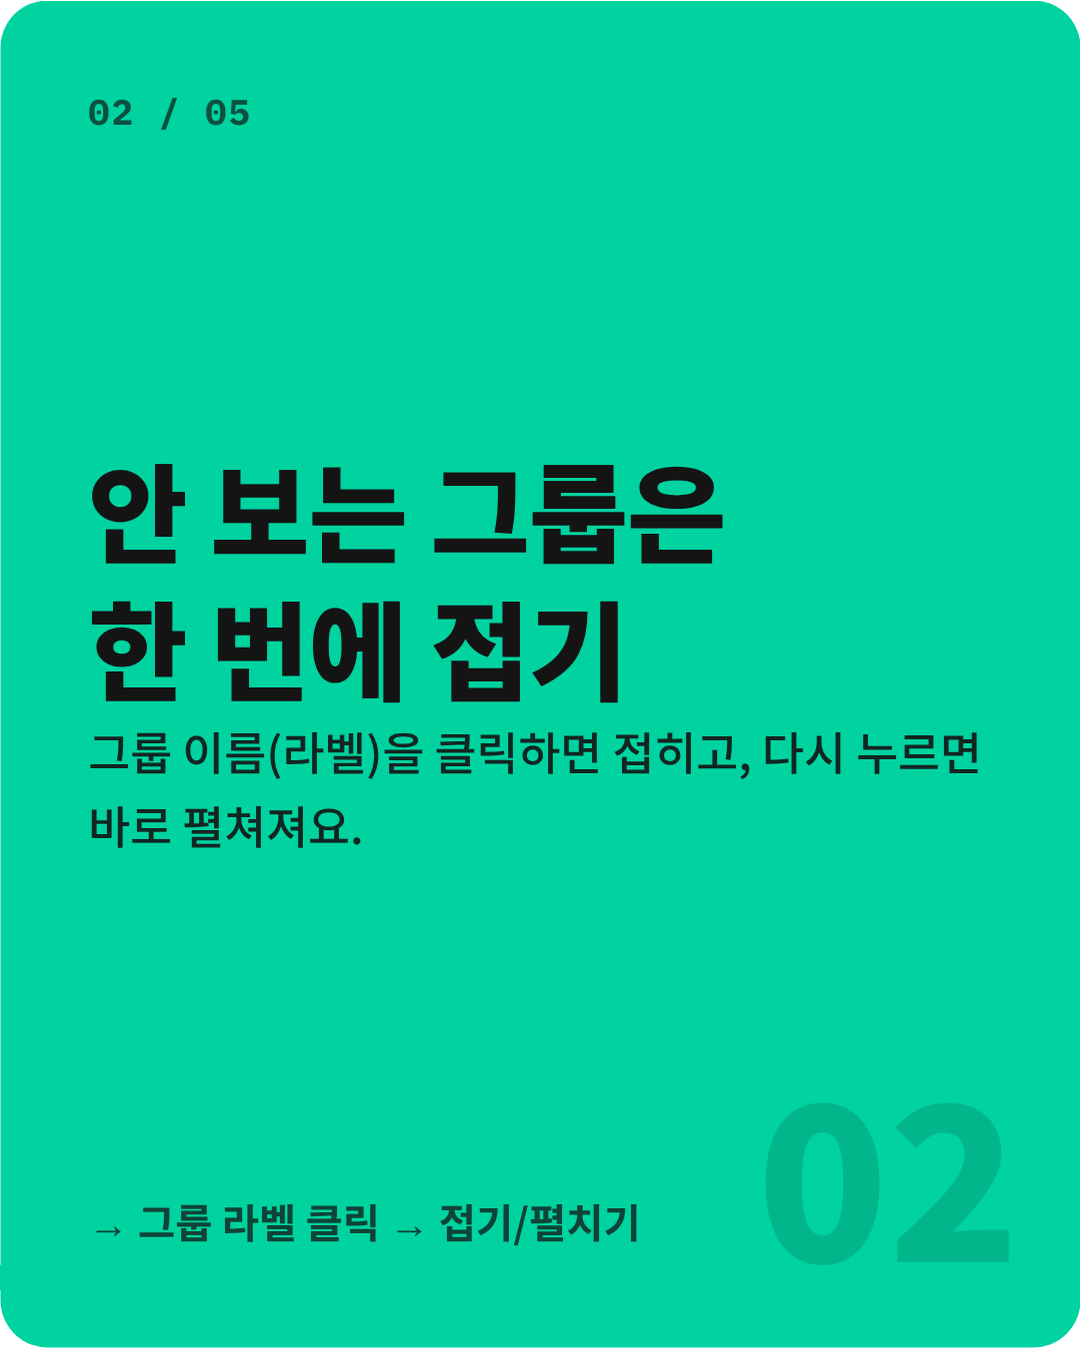 02 / 05
안 보는 그룹은
한 번에 접기
그룹 이름(라벨)을 클릭하면 접히고, 다시 누르면
바로 펼쳐져요.
→ 그룹 라벨 클릭 → 접기/펼치기
02